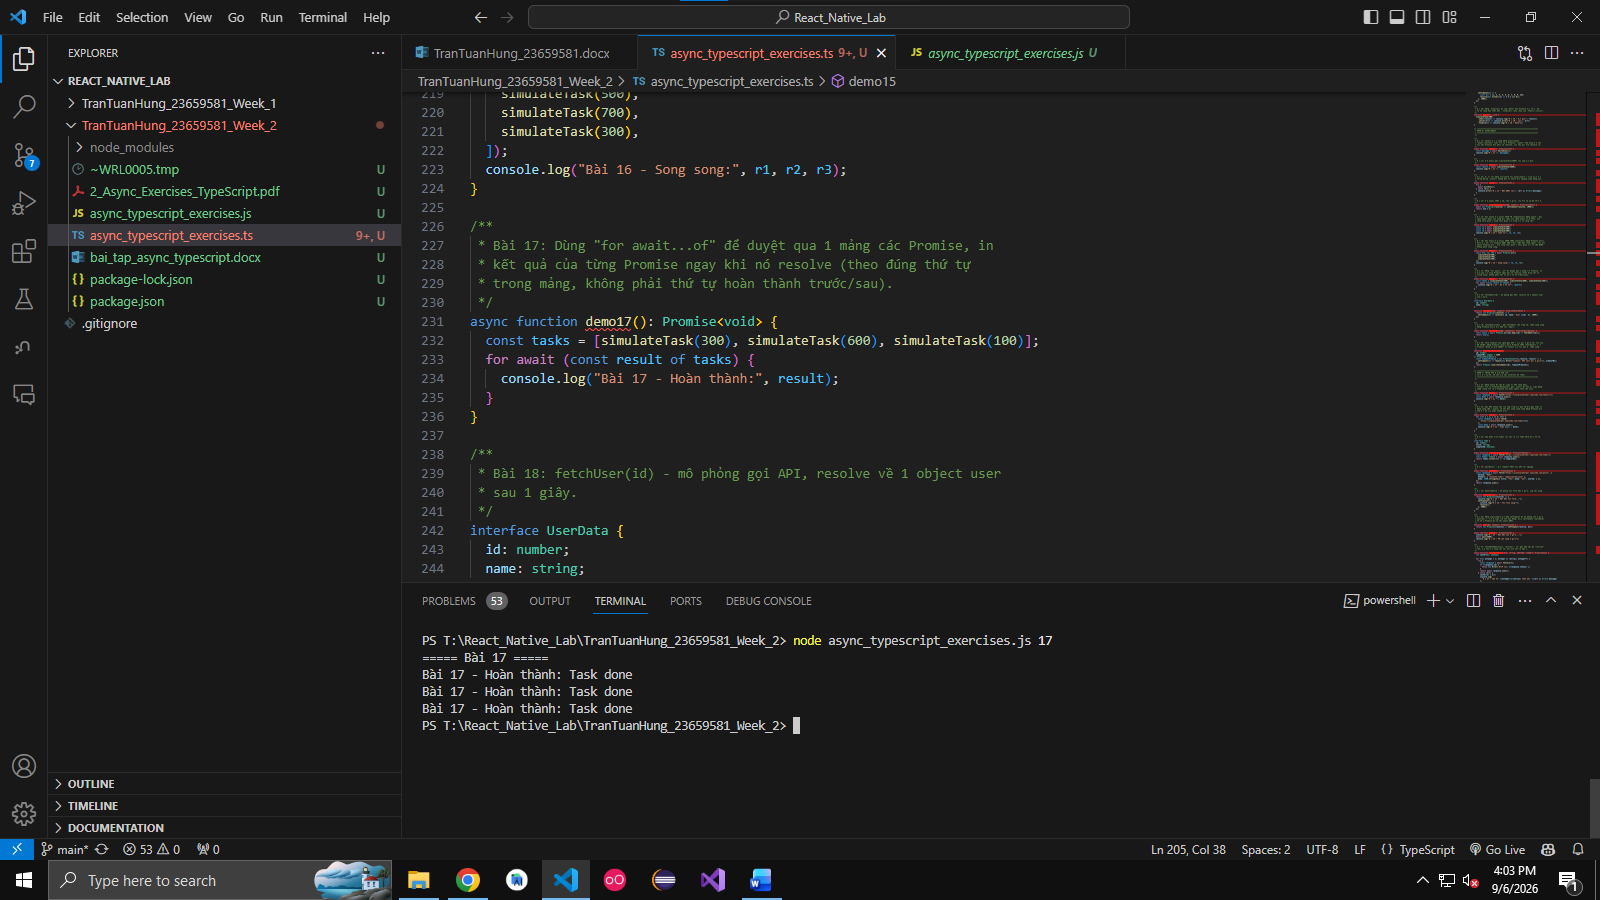 File Edit Selection View Go Run Terminal Help
React_Native_Lab
EXPLORER
REACT_NATIVE_LAB
TranTuanHung_23659581_Week_1
TranTuanHung_23659581_Week_2
node_modules
~WRL0005.tmp U
2_Async_Exercises_TypeScript.pdf U
JS async_typescript_exercises.js U
TS async_typescript_exercises.ts 9+, U
bai_tap_async_typescript.docx U
{} package-lock.json U
{} package.json U
.gitignore
OUTLINE
TIMELINE
DOCUMENTATION
7
TranTuanHung_23659581.docx
TS async_typescript_exercises.ts 9+, U
JS async_typescript_exercises.js U
TranTuanHung_23659581_Week_2 > TS async_typescript_exercises.ts > demo15
219 simulateTask(500),
220 simulateTask(700),
221 simulateTask(300),
222 ]);
223 console.log("Bài 16 - Song song:", r1, r2, r3);
224 }
225
226 /**
227 * Bài 17: Dùng "for await...of" để duyệt qua 1 mảng các Promise, in
228 * kết quả của từng Promise ngay khi nó resolve (theo đúng thứ tự
229 * trong mảng, không phải thứ tự hoàn thành trước/sau).
230 */
231 async function demo17(): Promise<void> {
232 const tasks = [simulateTask(300), simulateTask(600), simulateTask(100)];
233 for await (const result of tasks) {
234 console.log("Bài 17 - Hoàn thành:", result);
235 }
236 }
237
238 /**
239 * Bài 18: fetchUser(id) - mô phỏng gọi API, resolve về 1 object user
240 * sau 1 giây.
241 */
242 interface UserData {
243 id: number;
244 name: string;
PROBLEMS 53 OUTPUT TERMINAL PORTS DEBUG CONSOLE
powershell
PS T:\React_Native_Lab\TranTuanHung_23659581_Week_2> node async_typescript_exercises.js 17
===== Bài 17 =====
Bài 17 - Hoàn thành: Task done
Bài 17 - Hoàn thành: Task done
Bài 17 - Hoàn thành: Task done
PS T:\React_Native_Lab\TranTuanHung_23659581_Week_2>
main* 53 0 0
Ln 205, Col 38 Spaces: 2 UTF-8 LF {} TypeScript Go Live
Type here to search
4:03 PM
9/6/2026
1